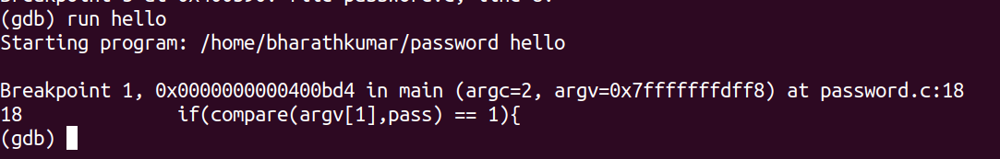 (gdb) run hello
Starting program: /home/bharathkumar/password hello
Breakpoint 1, 0x0000000000400bd4 in main (argc=2, argv=0x7fffffffdff8) at password.c:18
18 if(compare(argv[1],pass) == 1){
(gdb)